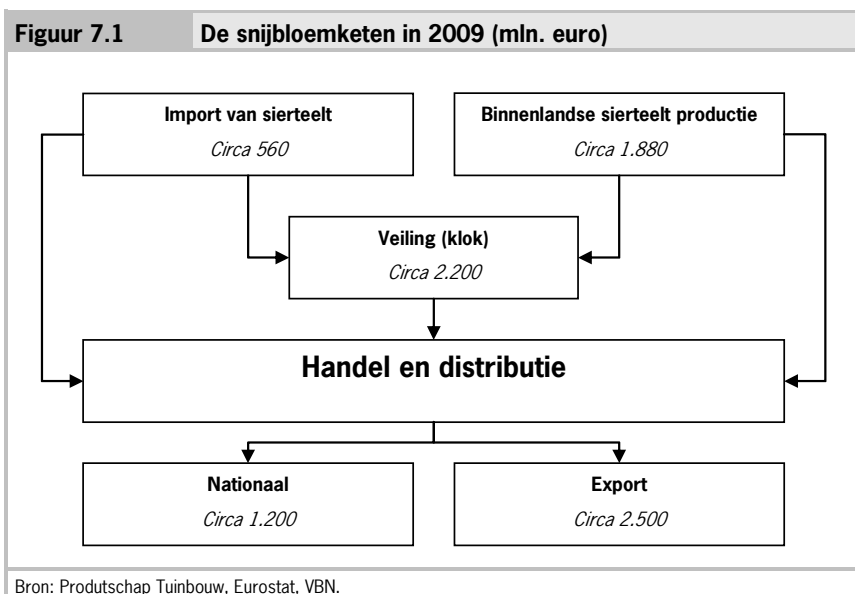 Figuur 7.1 De snijbloemketen in 2009 (mln. euro)
Import van sierteelt
Circa 560
Binnenlandse sierteelt productie
Circa 1.880
Veiling (klok)
Circa 2.200
Handel en distributie
Nationaal
Circa 1.200
Export
Circa 2.500
Bron: Produtschap Tuinbouw, Eurostat, VBN.